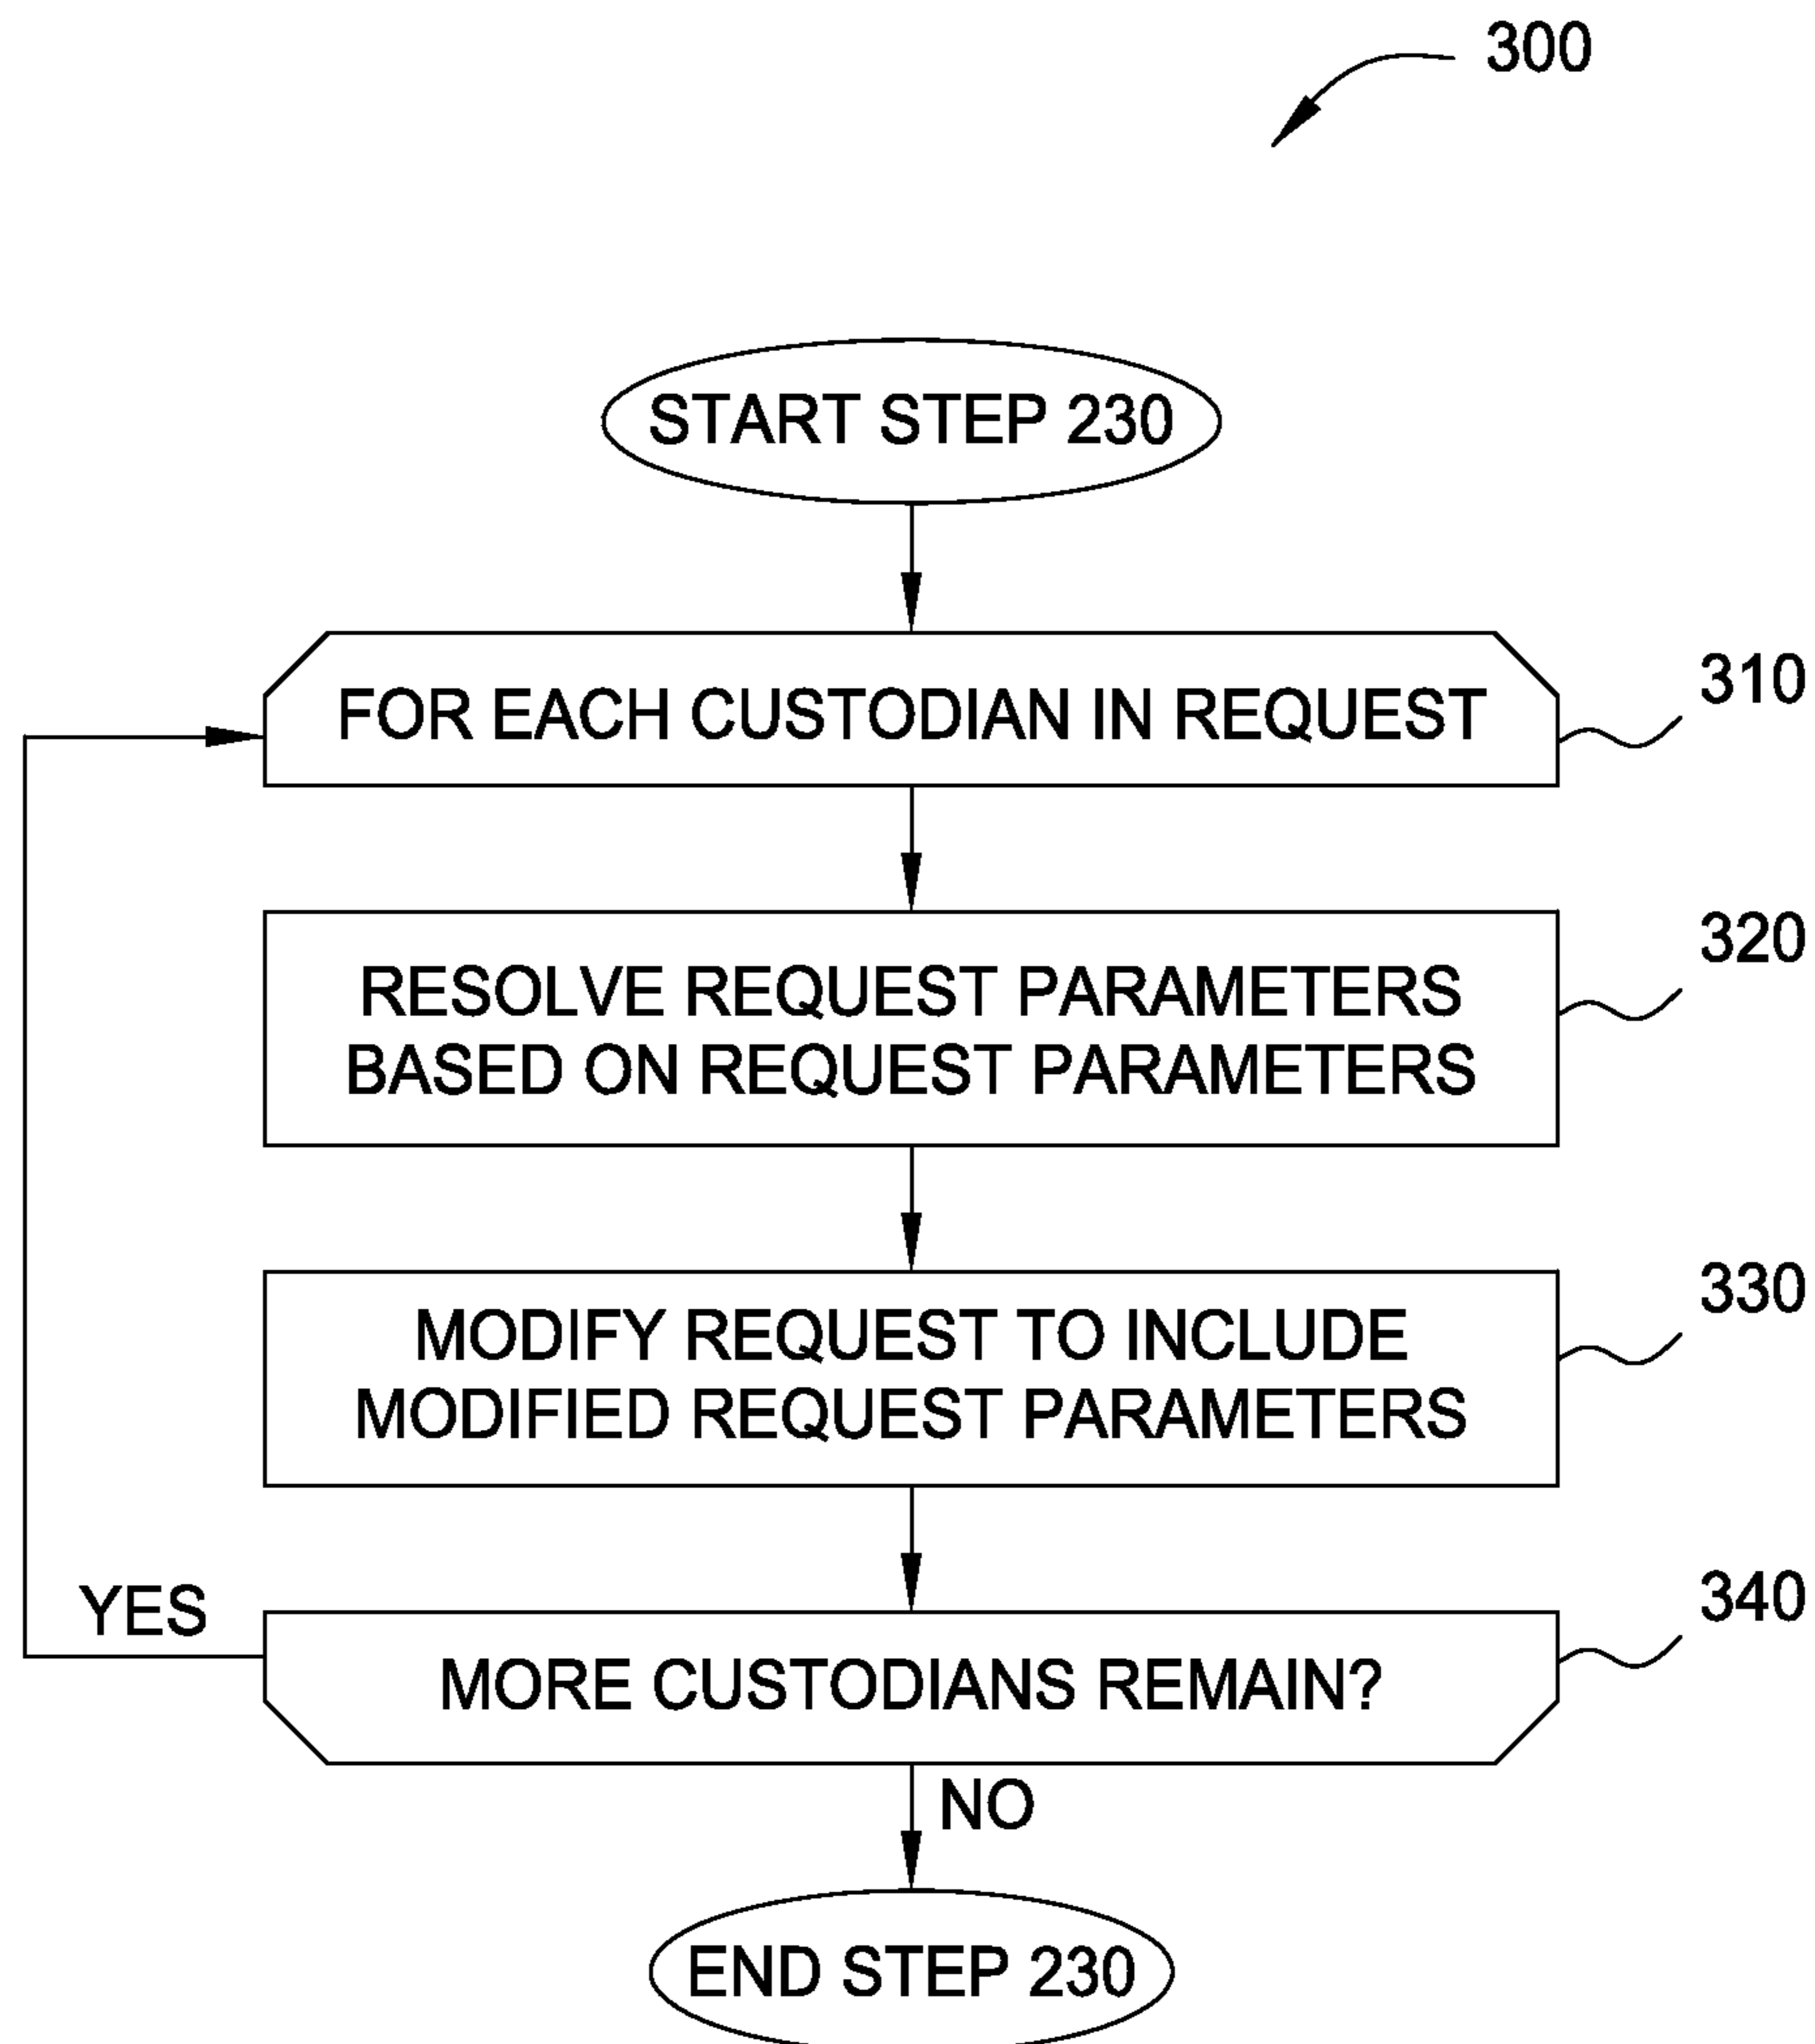 300
START STEP 230
FOR EACH CUSTODIAN IN REQUEST
310
RESOLVE REQUEST PARAMETERS
BASED ON REQUEST PARAMETERS
320
MODIFY REQUEST TO INCLUDE
MODIFIED REQUEST PARAMETERS
330
YES
MORE CUSTODIANS REMAIN?
340
NO
END STEP 230